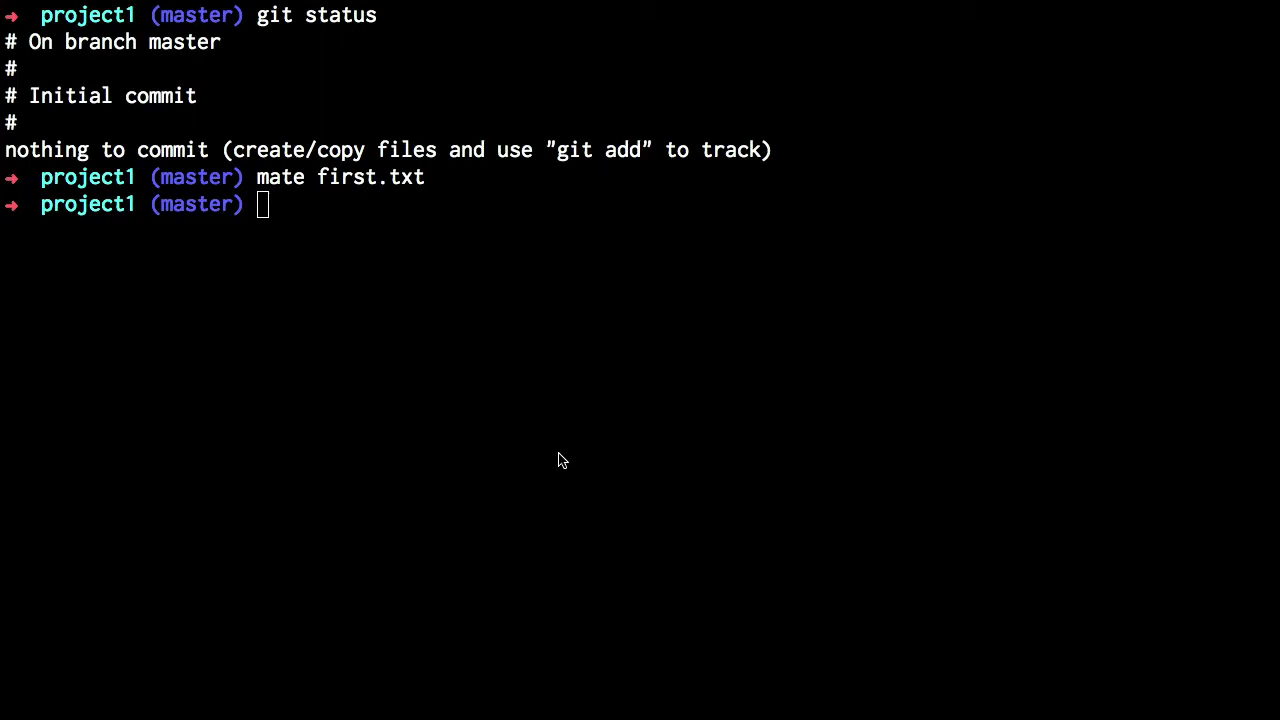 ➜  project1 (master) git status
# On branch master
#
# Initial commit
#
nothing to commit (create/copy files and use "git add" to track)
➜  project1 (master) mate first.txt
➜  project1 (master)